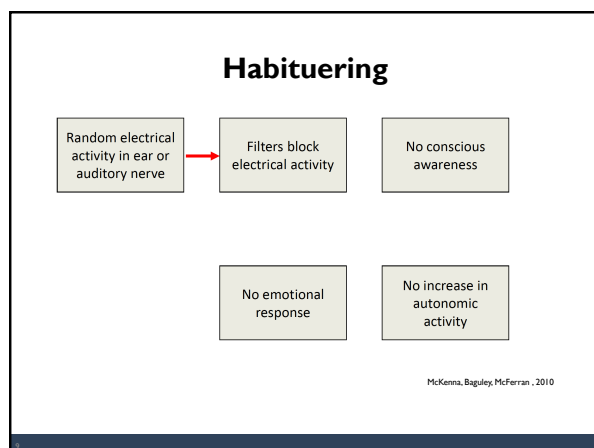 Habituering
Random electrical
activity in ear or
auditory nerve
Filters block
electrical activity
No conscious
awareness
No emotional
response
No increase in
autonomic
activity
McKenna, Baguley, McFerran , 2010
9